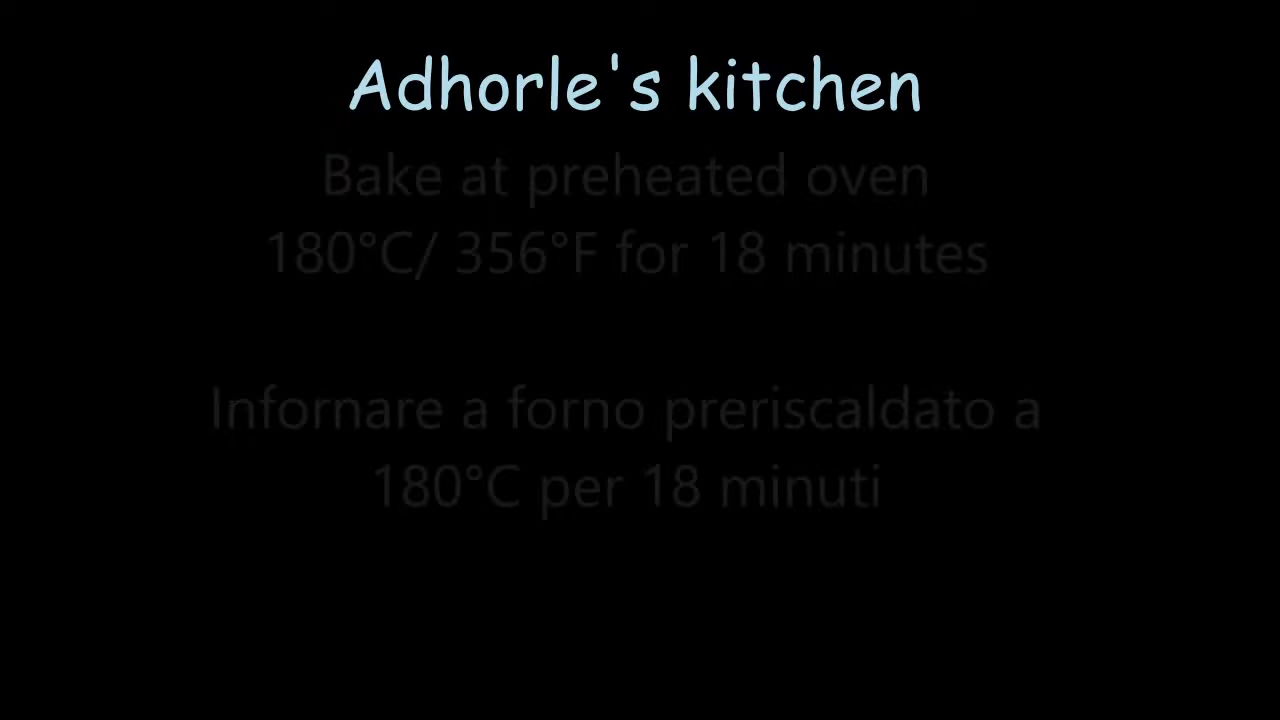 Adhorle's kitchen
Bake at preheated oven
180°C/ 356°F for 18 minutes
Infornare a forno preriscaldato a
180°C per 18 minuti